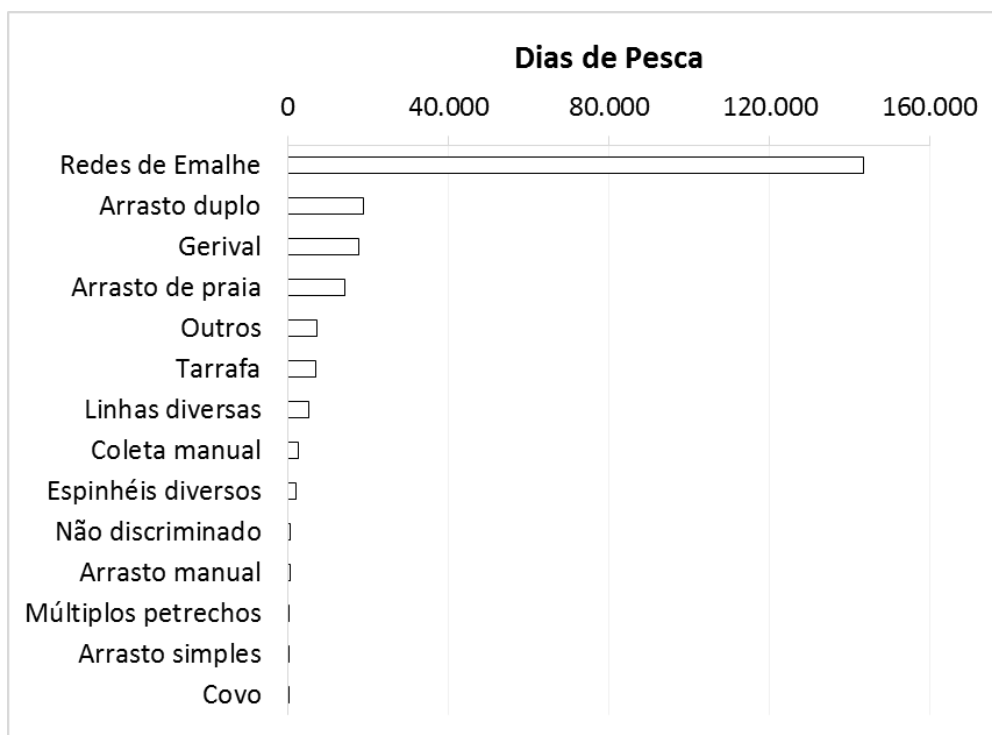 Dias de Pesca
0 40.000 80.000 120.000 160.000
Redes de Emalhe
Arrasto duplo
Gerival
Arrasto de praia
Outros
Tarrafa
Linhas diversas
Coleta manual
Espinhéis diversos
Não discriminado
Arrasto manual
Múltiplos petrechos
Arrasto simples
Covo